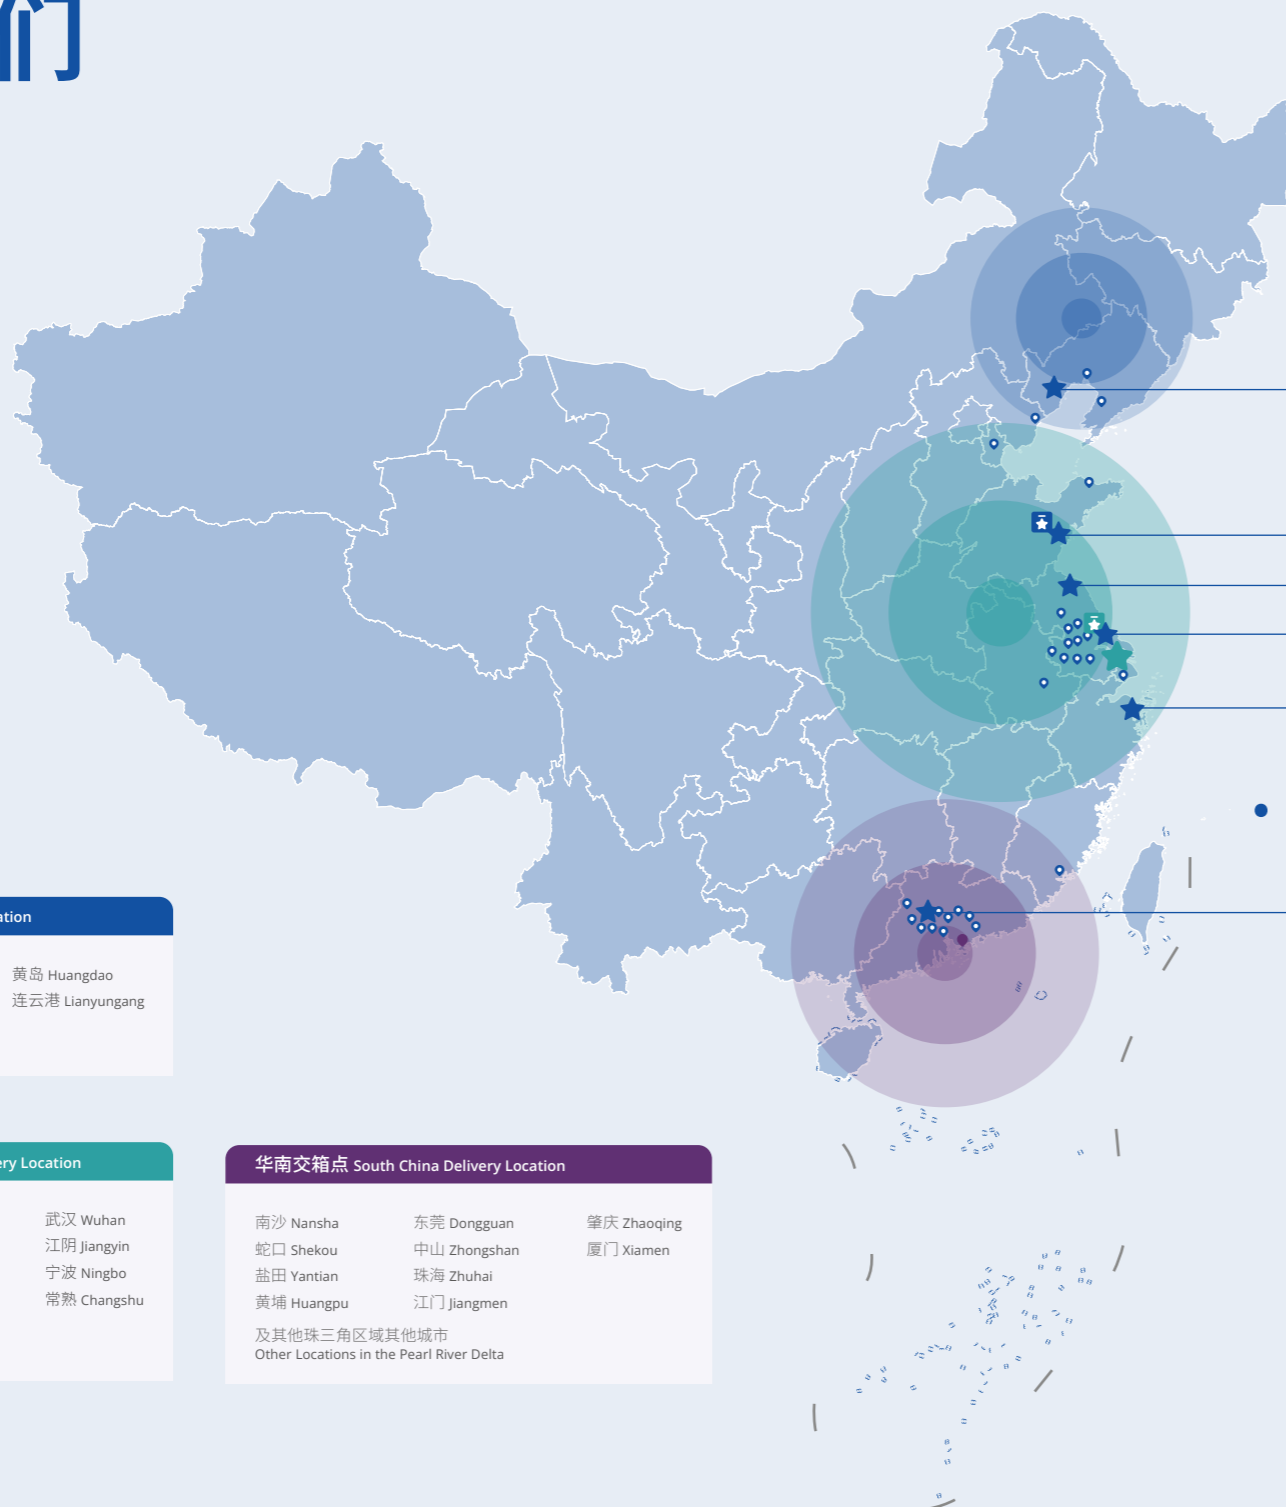 们
ation
黄岛 Huangdao
连云港 Lianyungang
ery Location
武汉 Wuhan
江阴 Jiangyin
宁波 Ningbo
常熟 Changshu
华南交箱点 South China Delivery Location
南沙 Nansha
东莞 Dongguan
肇庆 Zhaoqing
蛇口 Shekou
中山 Zhongshan
厦门 Xiamen
盐田 Yantian
珠海 Zhuhai
黄埔 Huangpu
江门 Jiangmen
及其他珠三角区域其他城市
Other Locations in the Pearl River Delta